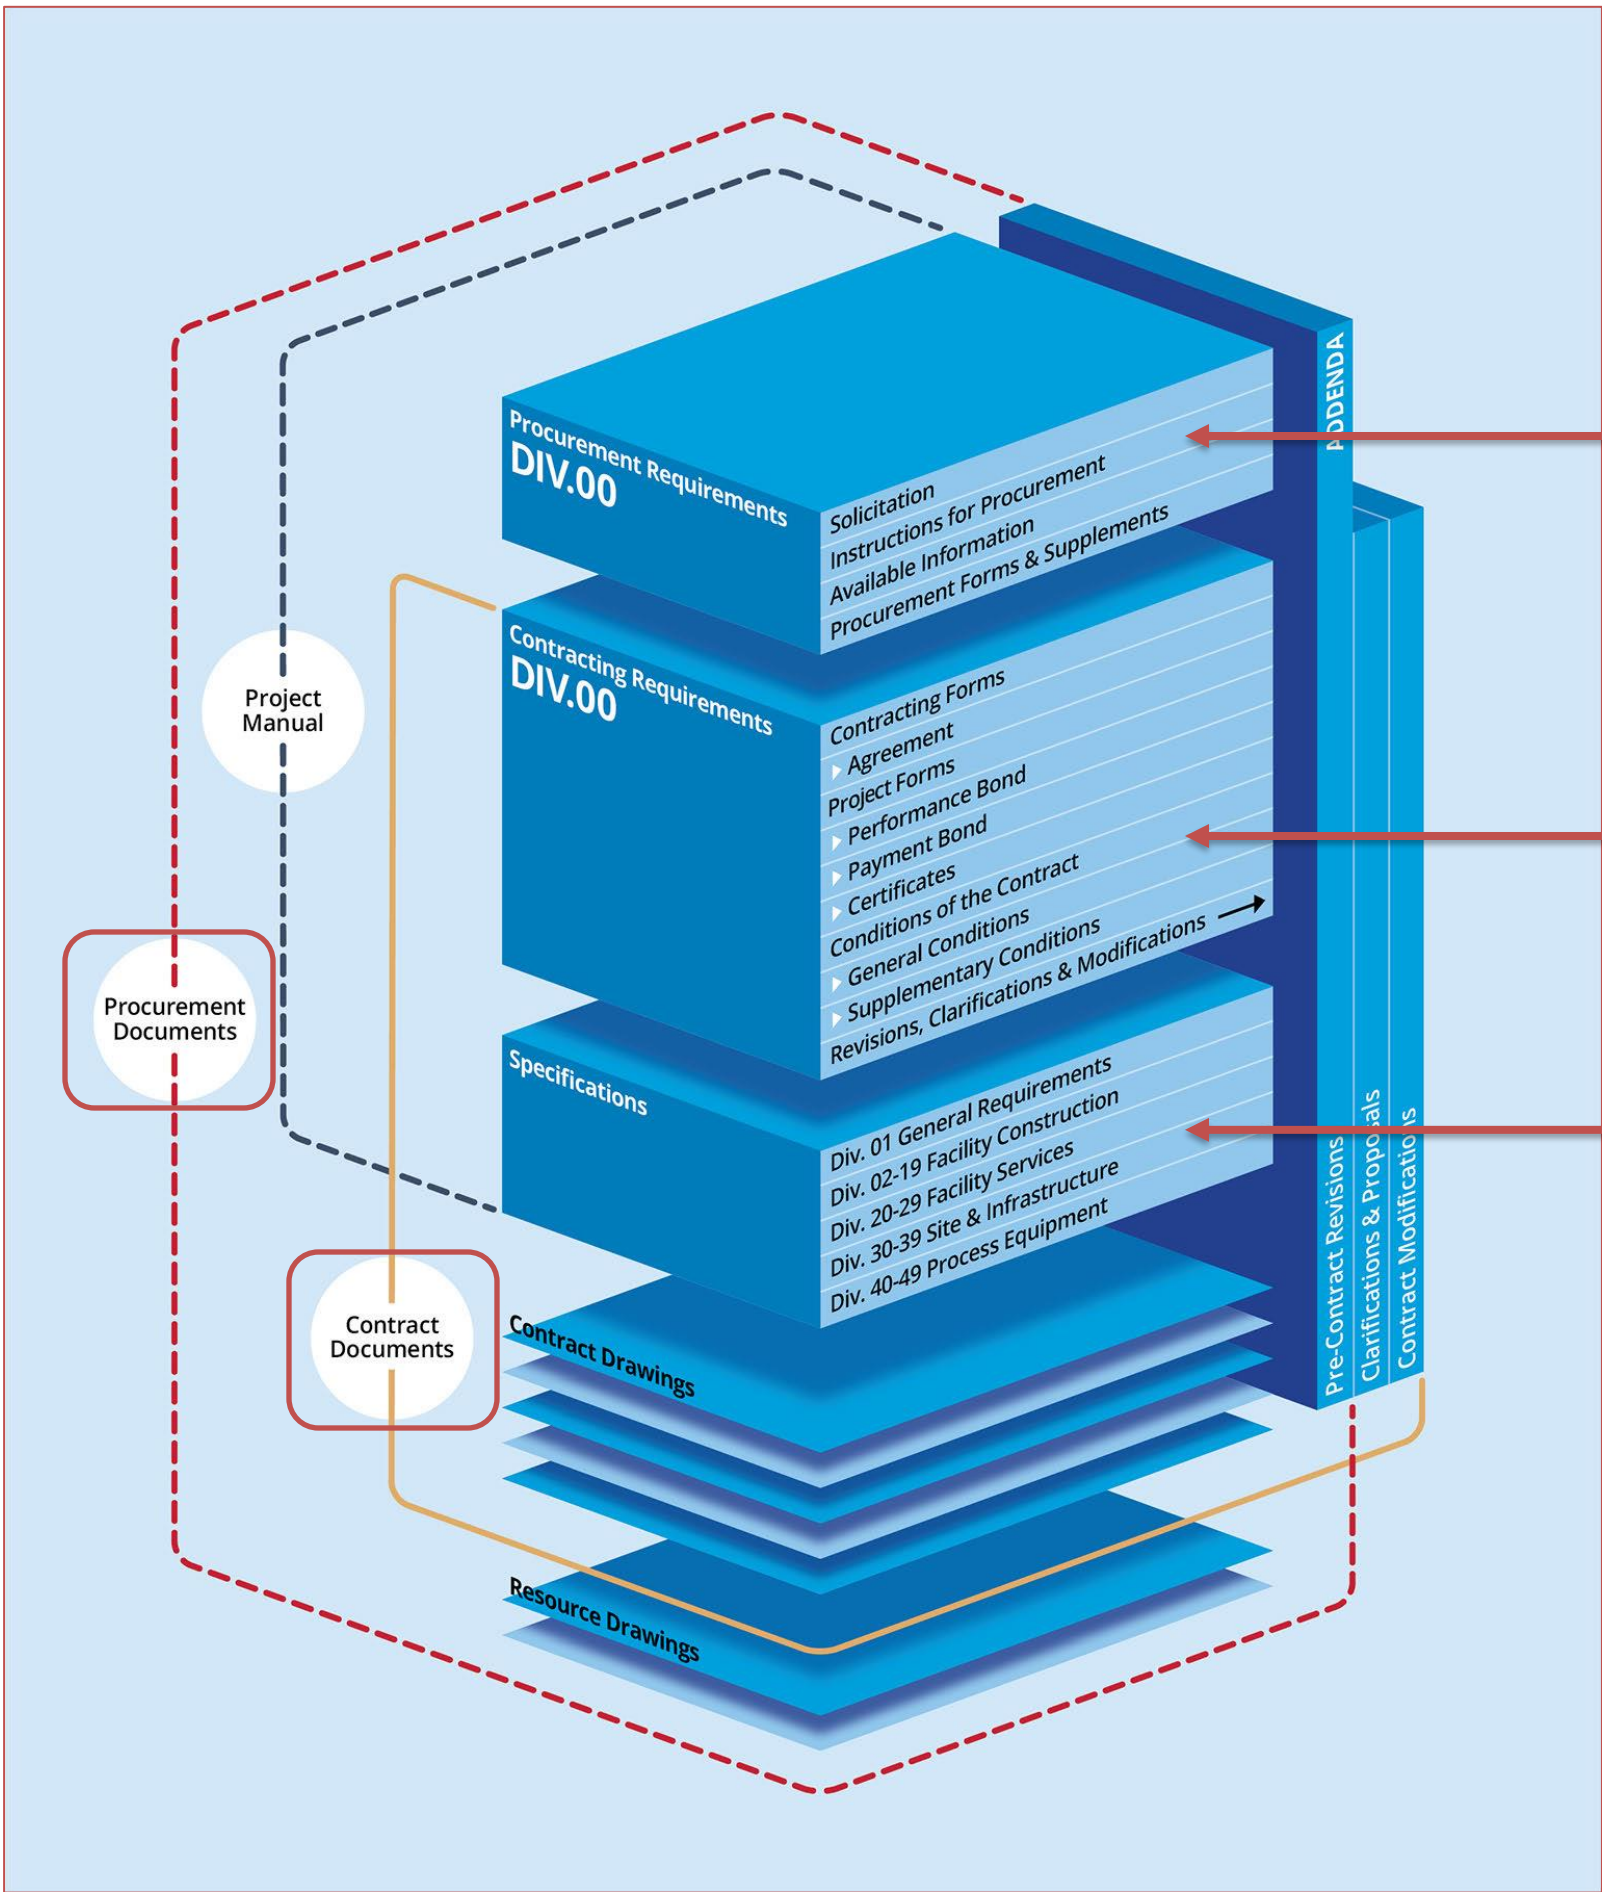 ADDENDA
Procurement Requirements
DIV.00
Solicitation
Instructions for Procurement
Available Information
Procurement Forms & Supplements
Contracting Requirements
DIV.00
Contracting Forms
Agreement
Project Forms
Performance Bond
Payment Bond
Certificates
Conditions of the Contract
General Conditions
Supplementary Conditions
Revisions, Clarifications & Modifications
Project
Manual
Procurement
Documents
Specifications
Div. 01 General Requirements
Div. 02-19 Facility Construction
Div. 20-29 Facility Services
Div. 30-39 Site & Infrastructure
Div. 40-49 Process Equipment
Pre-Contract Revisions
Clarifications & Proposals
Contract Modifications
Contract
Documents
Contract Drawings
Resource Drawings